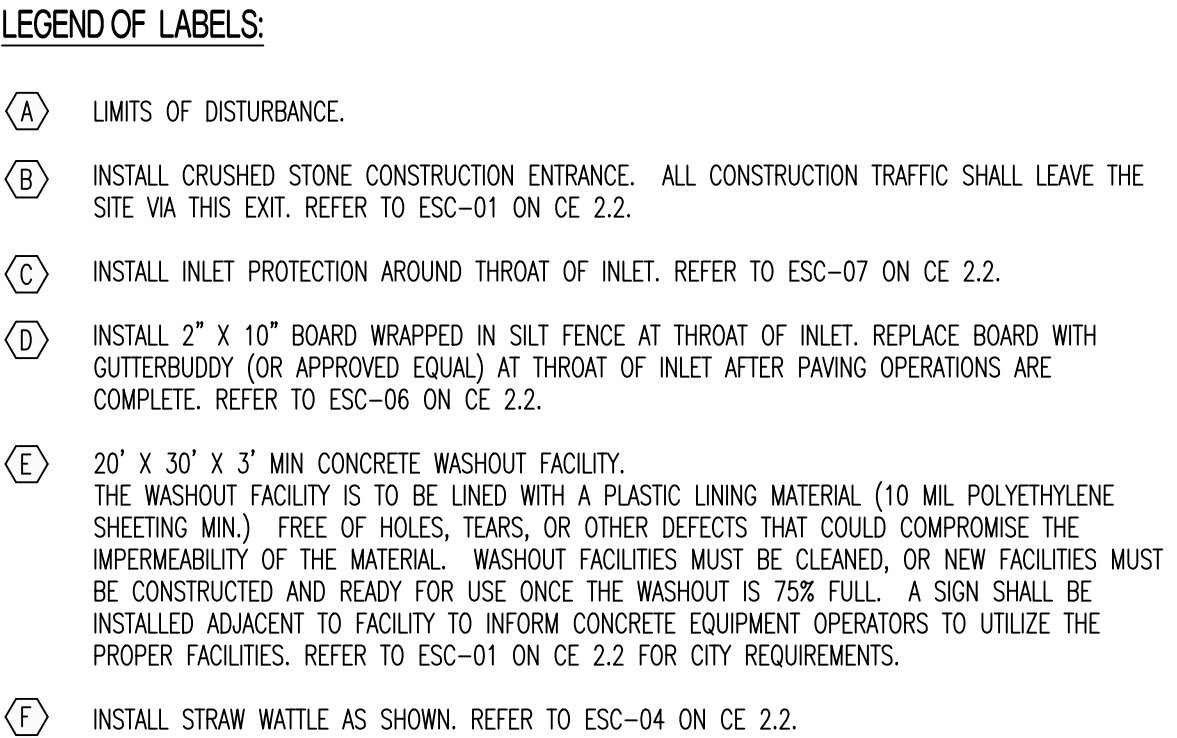 LEGEND OF LABELS:
A LIMITS OF DISTURBANCE.
B INSTALL CRUSHED STONE CONSTRUCTION ENTRANCE. ALL CONSTRUCTION TRAFFIC SHALL LEAVE THE
SITE VIA THIS EXIT. REFER TO ESC-01 ON CE 2.2.
C INSTALL INLET PROTECTION AROUND THROAT OF INLET. REFER TO ESC-07 ON CE 2.2.
D INSTALL 2" X 10" BOARD WRAPPED IN SILT FENCE AT THROAT OF INLET. REPLACE BOARD WITH
GUTTERBUDDY (OR APPROVED EQUAL) AT THROAT OF INLET AFTER PAVING OPERATIONS ARE
COMPLETE. REFER TO ESC-06 ON CE 2.2.
E 20' X 30' X 3' MIN CONCRETE WASHOUT FACILITY.
THE WASHOUT FACILITY IS TO BE LINED WITH A PLASTIC LINING MATERIAL (10 MIL POLYETHYLENE
SHEETING MIN.) FREE OF HOLES, TEARS, OR OTHER DEFECTS THAT COULD COMPROMISE THE
IMPERMEABILITY OF THE MATERIAL. WASHOUT FACILITIES MUST BE CLEANED, OR NEW FACILITIES MUST
BE CONSTRUCTED AND READY FOR USE ONCE THE WASHOUT IS 75% FULL. A SIGN SHALL BE
INSTALLED ADJACENT TO FACILITY TO INFORM CONCRETE EQUIPMENT OPERATORS TO UTILIZE THE
PROPER FACILITIES. REFER TO ESC-01 ON CE 2.2 FOR CITY REQUIREMENTS.
F INSTALL STRAW WATTLE AS SHOWN. REFER TO ESC-04 ON CE 2.2.